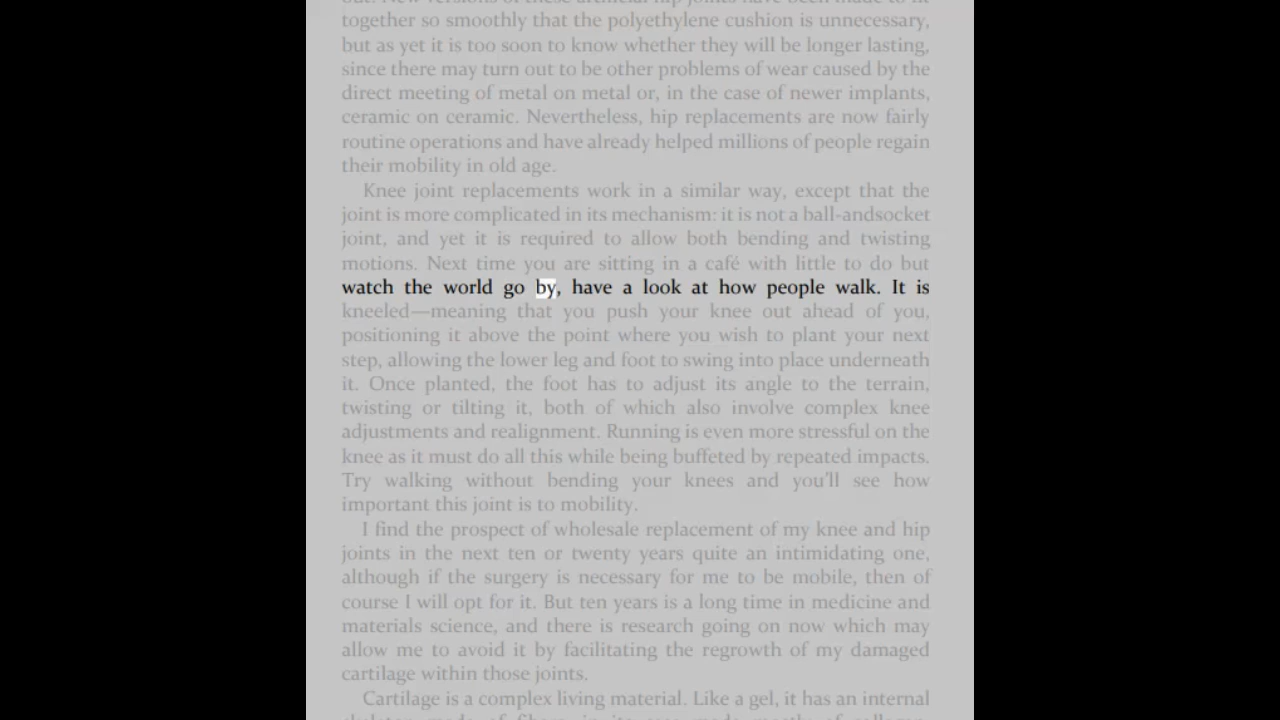 together so smoothly that the polyethylene cushion is unnecessary,
but as yet it is too soon to know whether they will be longer lasting,
since there may turn out to be other problems of wear caused by the
direct meeting of metal on metal or, in the case of newer implants,
ceramic on ceramic. Nevertheless, hip replacements are now fairly
routine operations and have already helped millions of people regain
their mobility in old age.
Knee joint replacements work in a similar way, except that the
joint is more complicated in its mechanism: it is not a ball-andsocket
joint, and yet it is required to allow both bending and twisting
motions. Next time you are sitting in a café with little to do but
watch the world go by, have a look at how people walk. It is
kneeled—meaning that you push your knee out ahead of you,
positioning it above the point where you wish to plant your next
step, allowing the lower leg and foot to swing into place underneath
it. Once planted, the foot has to adjust its angle to the terrain,
twisting or tilting it, both of which also involve complex knee
adjustments and realignment. Running is even more stressful on the
knee as it must do all this while being buffeted by repeated impacts.
Try walking without bending your knees and you'll see how
important this joint is to mobility.
I find the prospect of wholesale replacement of my knee and hip
joints in the next ten or twenty years quite an intimidating one,
although if the surgery is necessary for me to be mobile, then of
course I will opt for it. But ten years is a long time in medicine and
materials science, and there is research going on now which may
allow me to avoid it by facilitating the regrowth of my damaged
cartilage within those joints.
Cartilage is a complex living material. Like a gel, it has an internal